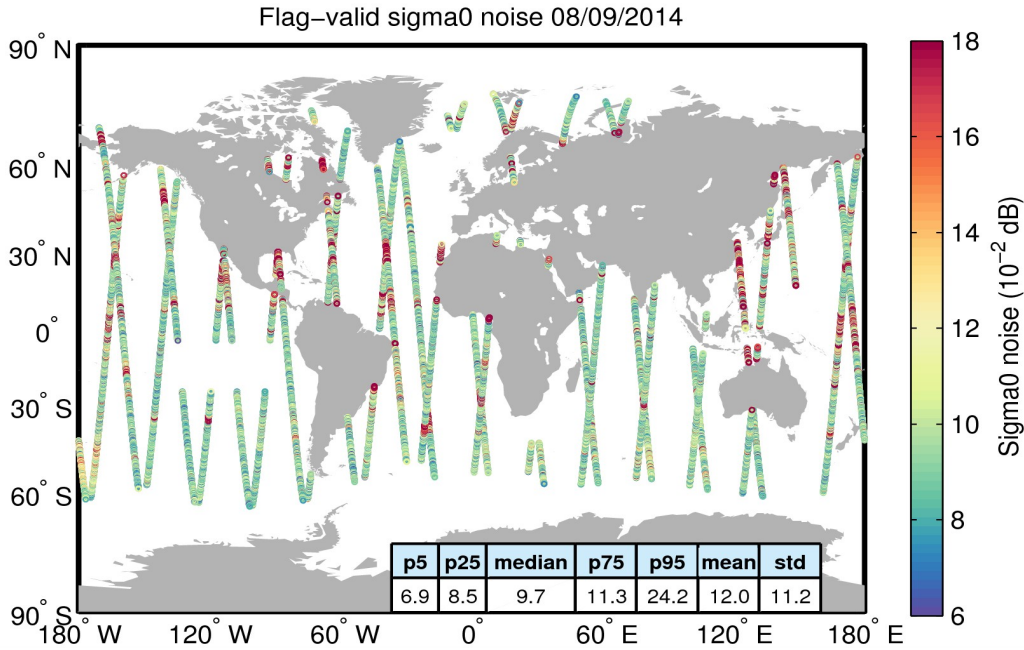 Flag−valid sigma0 noise 08/09/2014
90° N
60° N
30° N
0°
30° S
60° S
90° S
180° W
120° W
60° W
0°
60° E
120° E
180° E
p5 p25 median p75 p95 mean std
6.9 8.5 9.7 11.3 24.2 12.0 11.2
18
16
14
12
10
8
6
Sigma0 noise (10⁻² dB)